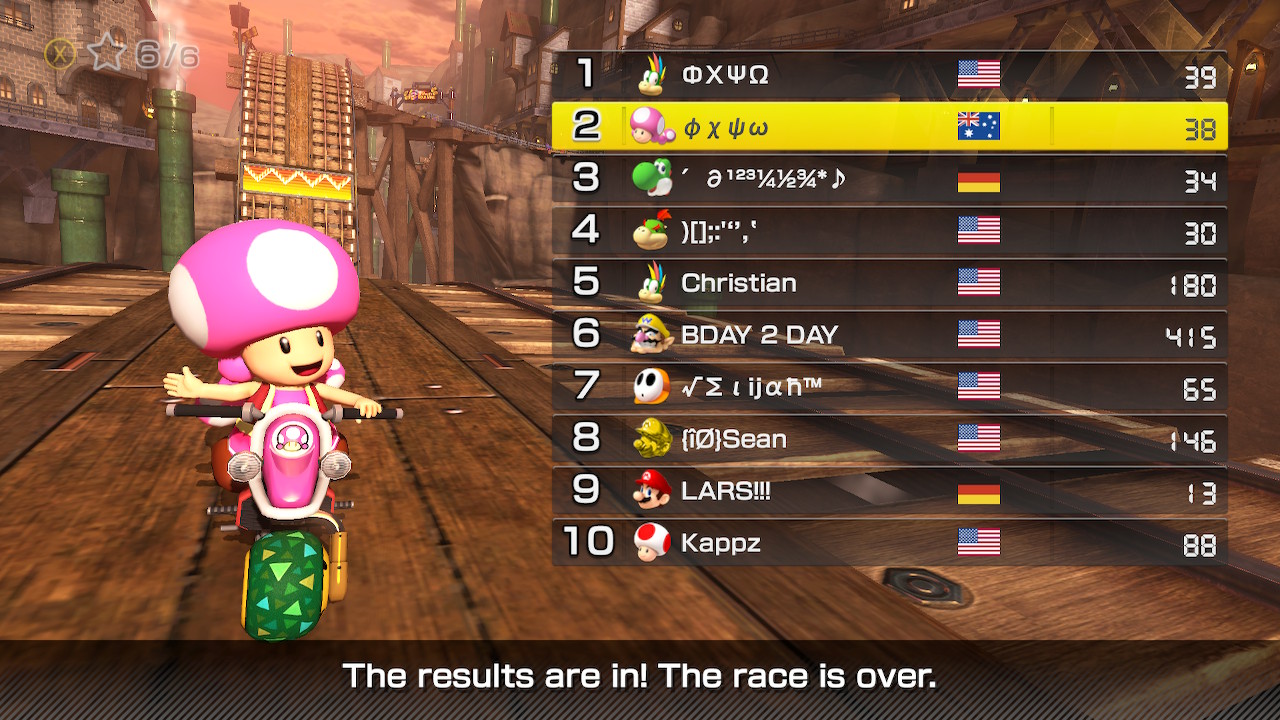 X 6/6
1 ΦΧΨΩ 39
2 φχψω 38
3 ´ ∂¹²³¼½¾*♪ 34
4 )[];:'“”,‛ 30
5 Christian 180
6 BDAY 2 DAY 415
7 √Σιijαħ™ 65
8 {îØ}Sean 146
9 LARS!!! 13
10 Kappz 88
The results are in! The race is over.